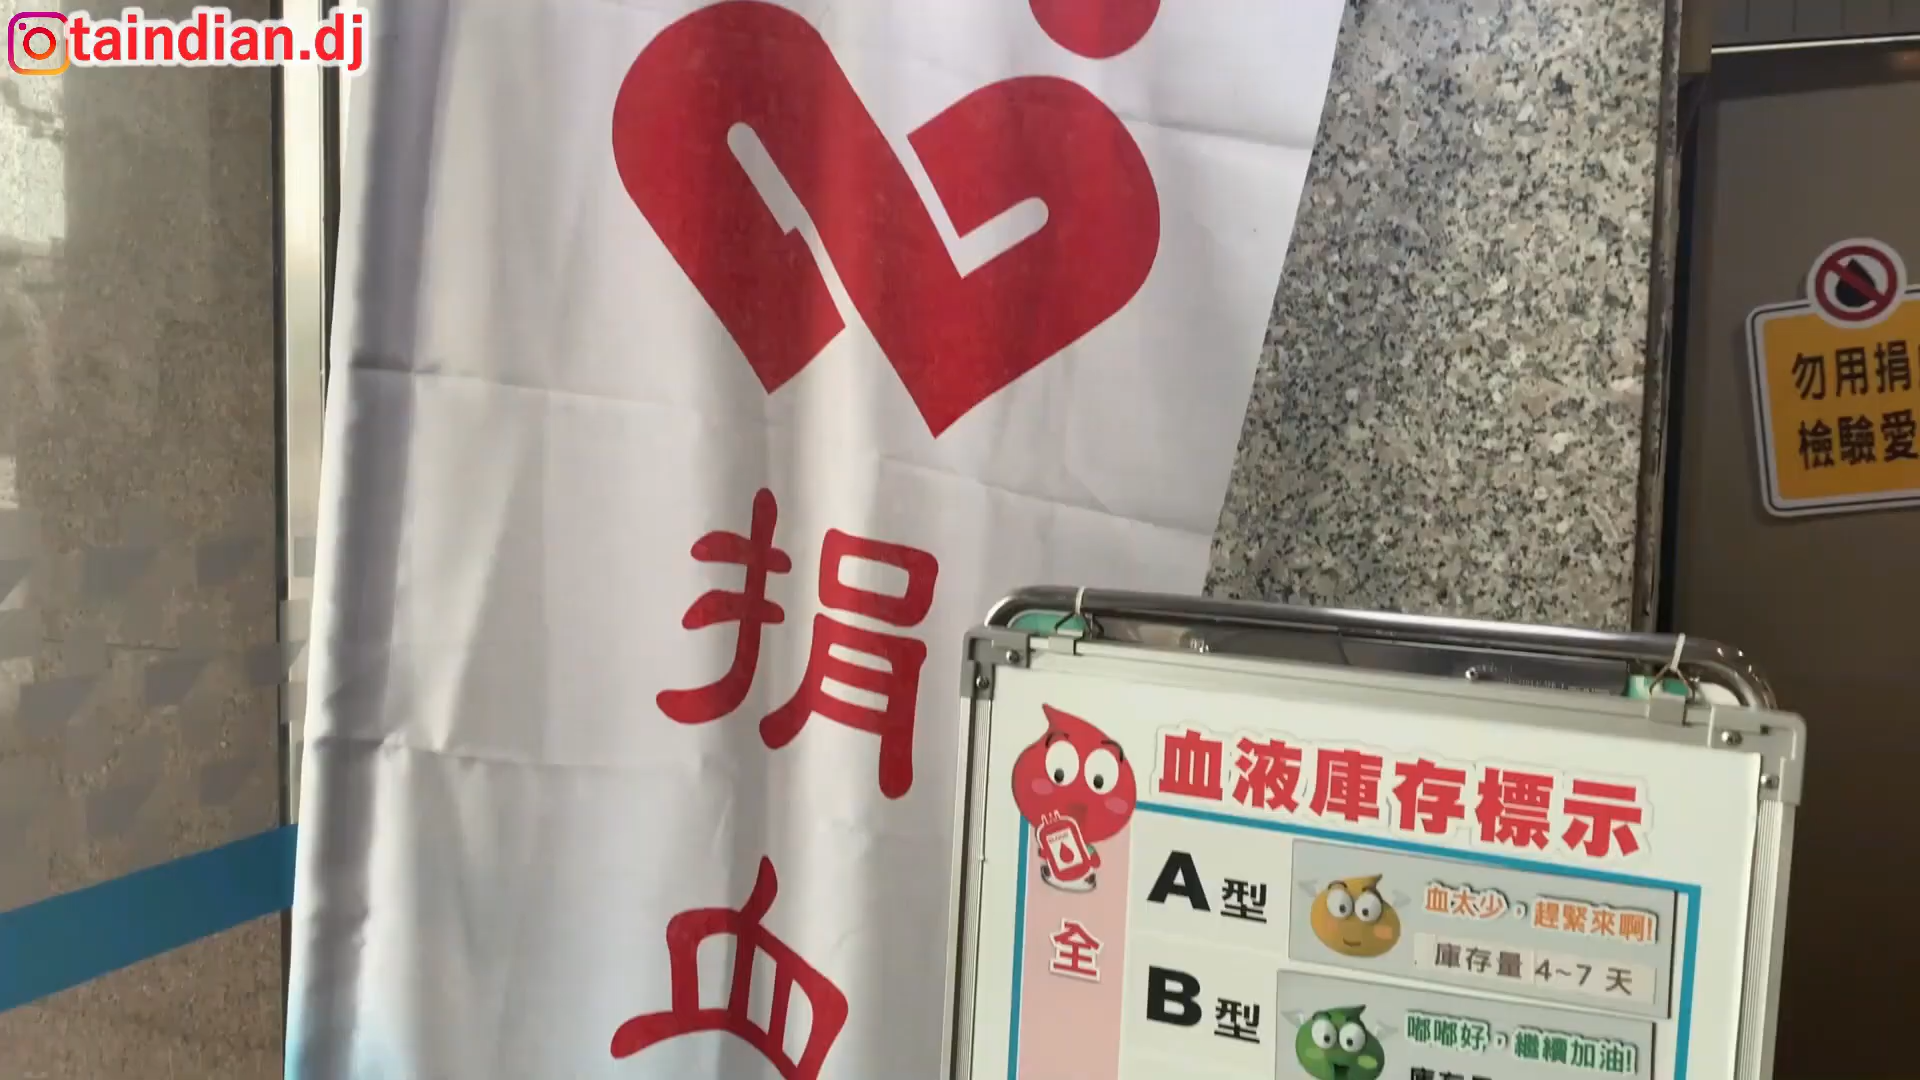 taindian.dj
捐血
勿用捐
檢驗愛
血液庫存標示
全
A型
血太少，趕緊來啊!
庫存量 4~7 天
B型
嘟嘟好，繼續加油!